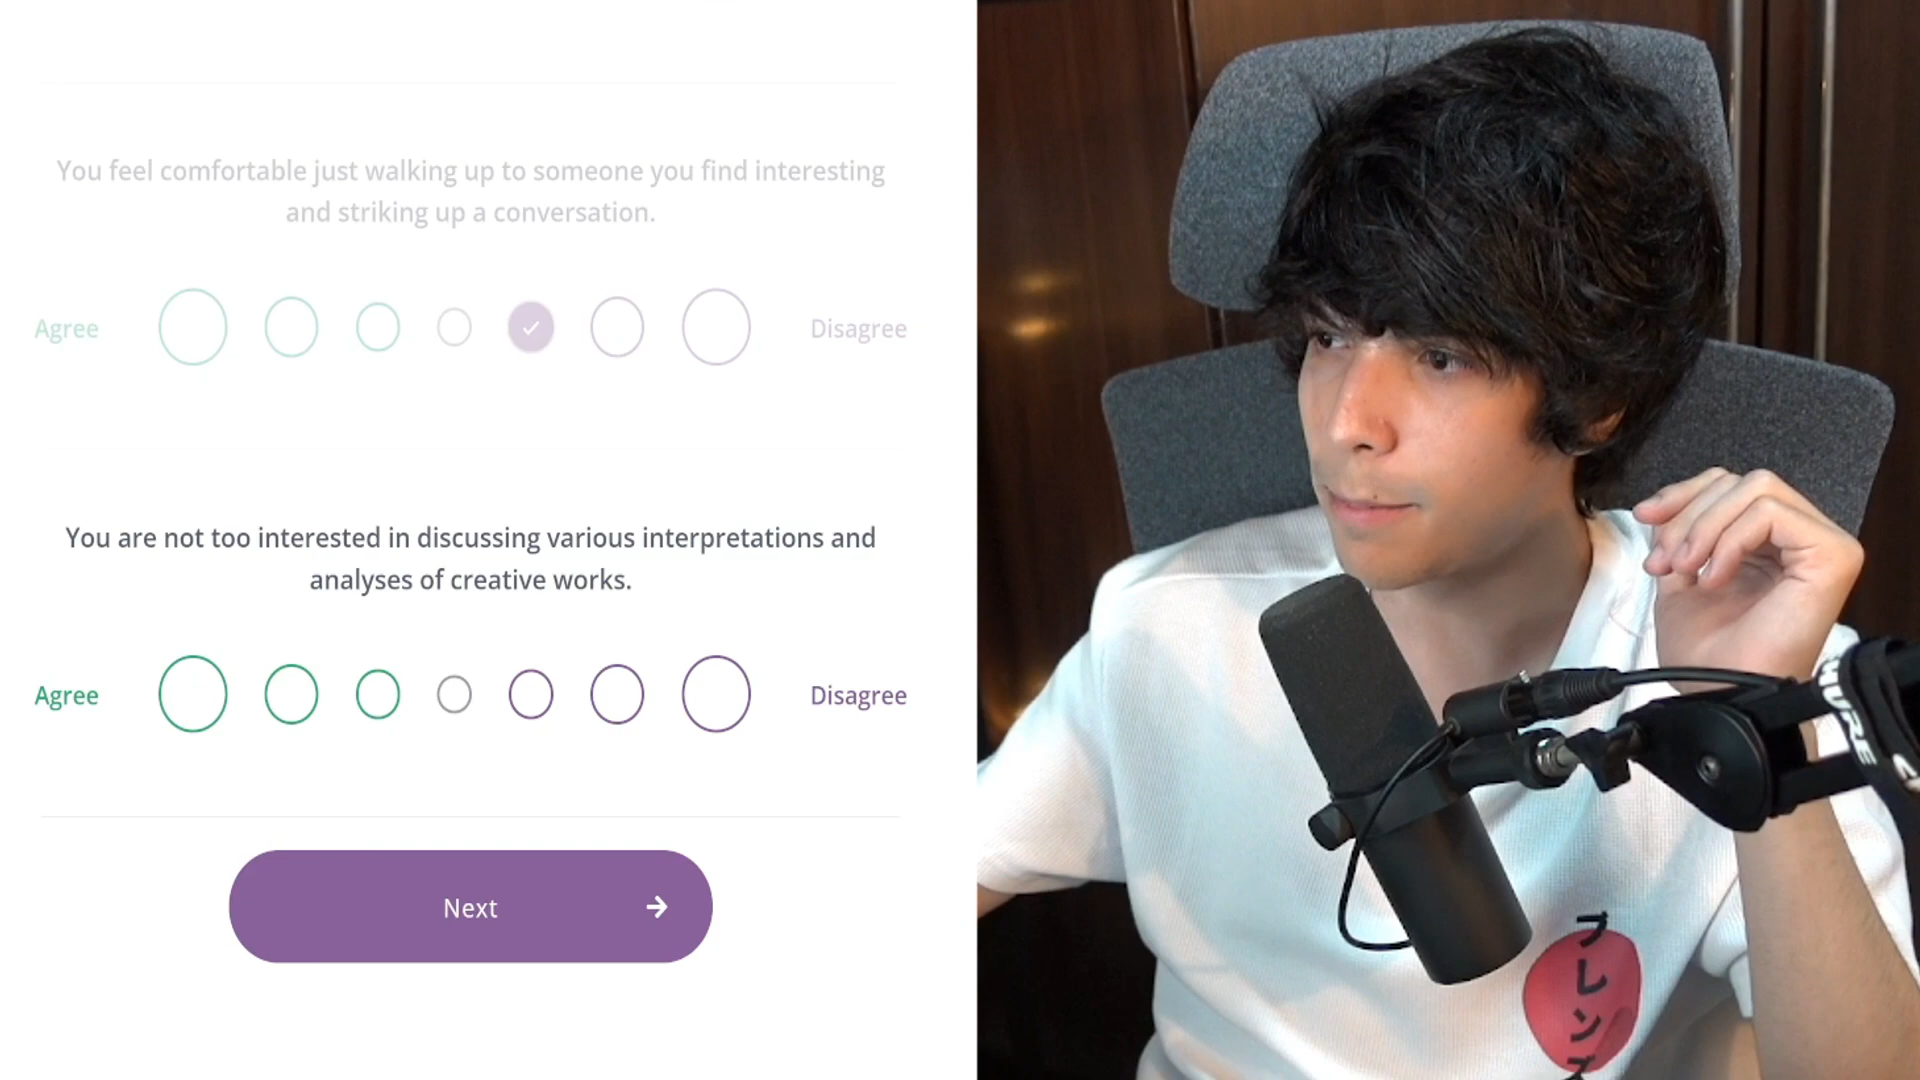 You feel comfortable just walking up to someone you find interesting
and striking up a conversation.
Agree
Disagree
You are not too interested in discussing various interpretations and
analyses of creative works.
Agree
Disagree
Next
フレンズ